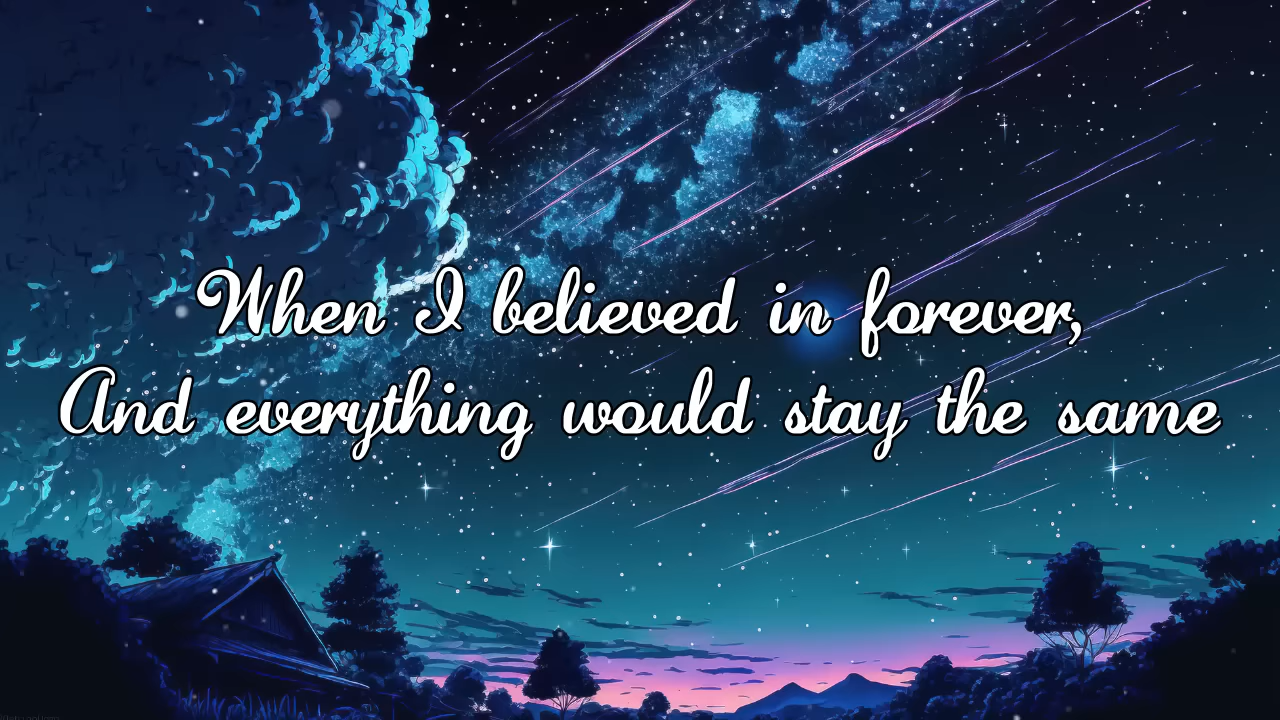 When I believed in forever,
And everything would stay the same